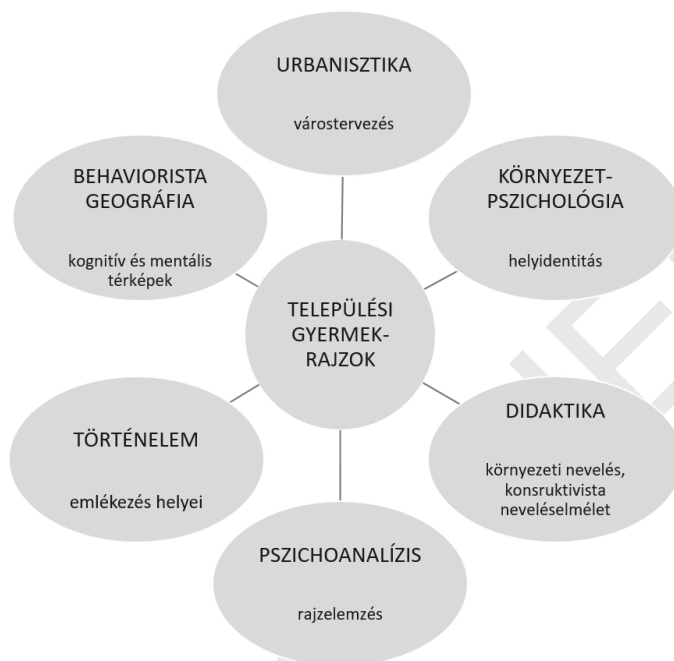 URBANISZTIKA
várostervezés
BEHAVIORISTA
GEOGRÁFIA
kognitív és mentális
térképek
KÖRNYEZET-
PSZICHOLÓGIA
helyidentitás
TELEPÜLÉSI
GYERMEK-
RAJZOK
TÖRTÉNELEM
emlékezés helyei
DIDAKTIKA
környezeti nevelés,
konsruktivista
neveléselmélet
PSZICHOANALÍZIS
rajzelemzés